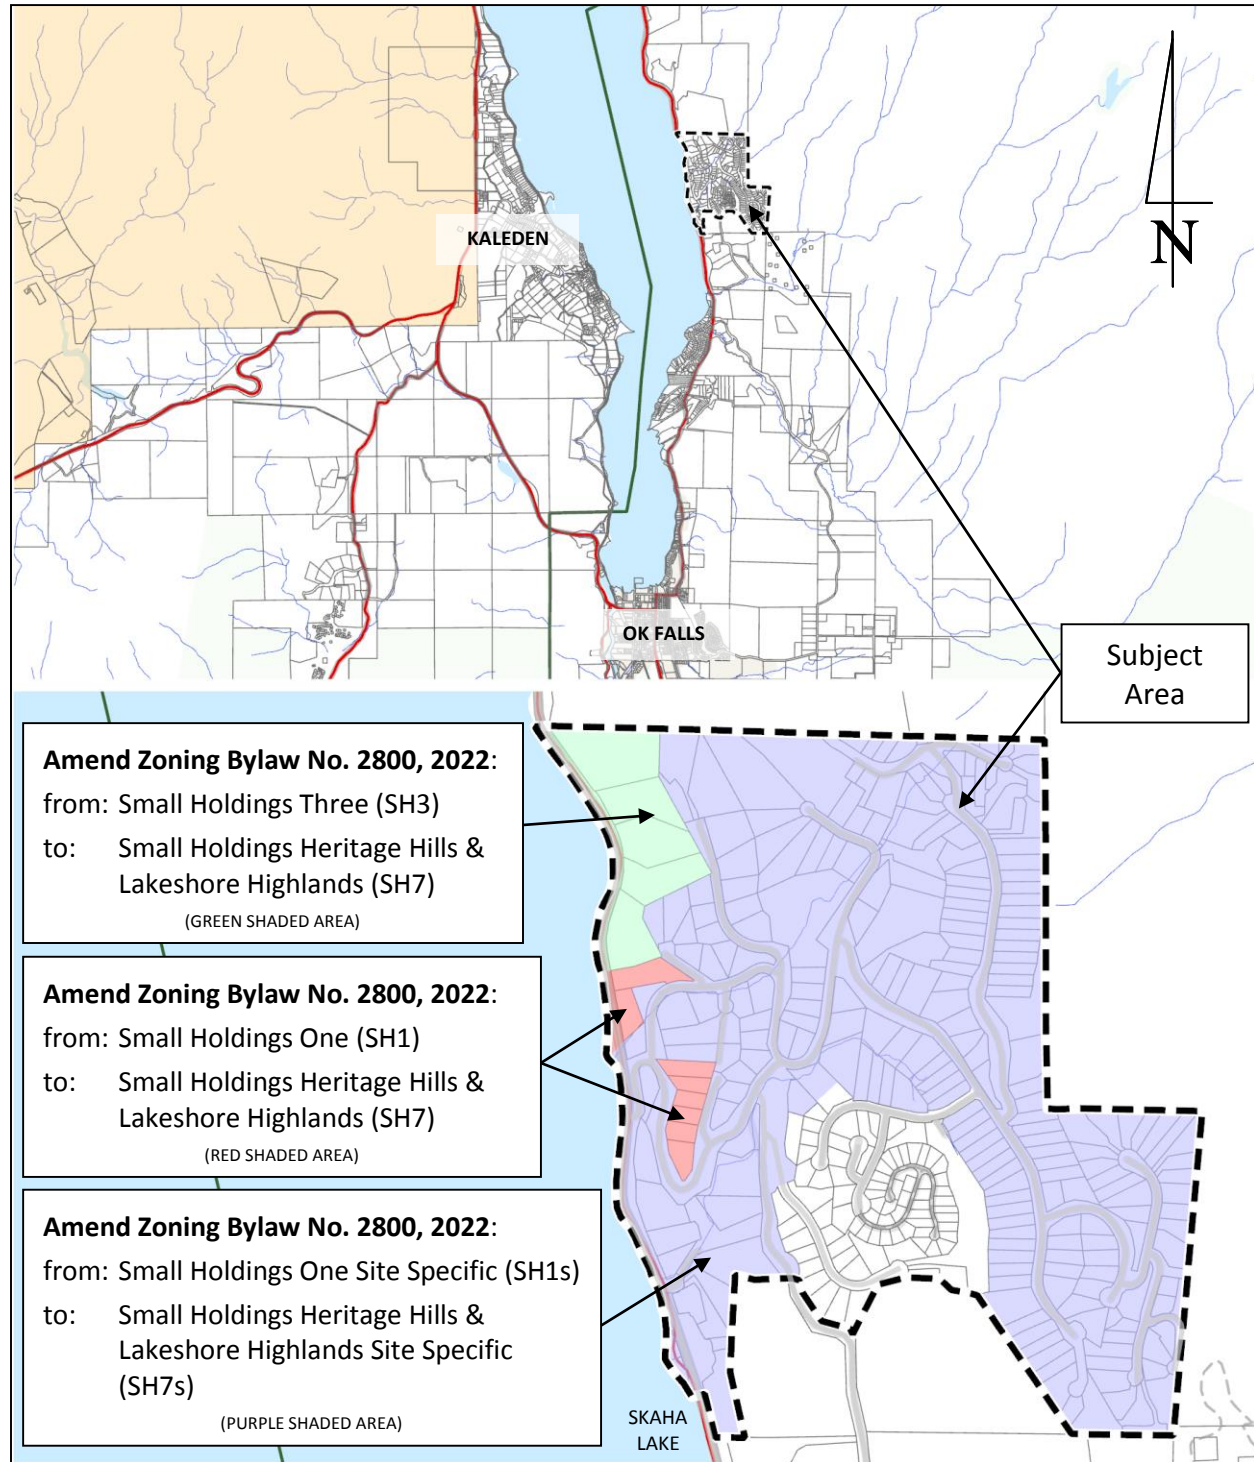 KALEDEN
N
OK FALLS
Subject
Area
Amend Zoning Bylaw No. 2800, 2022:
from: Small Holdings Three (SH3)
to: Small Holdings Heritage Hills &
Lakeshore Highlands (SH7)
(GREEN SHADED AREA)
Amend Zoning Bylaw No. 2800, 2022:
from: Small Holdings One (SH1)
to: Small Holdings Heritage Hills &
Lakeshore Highlands (SH7)
(RED SHADED AREA)
Amend Zoning Bylaw No. 2800, 2022:
from: Small Holdings One Site Specific (SH1s)
to: Small Holdings Heritage Hills &
Lakeshore Highlands Site Specific
(SH7s)
(PURPLE SHADED AREA)
SKAHA
LAKE